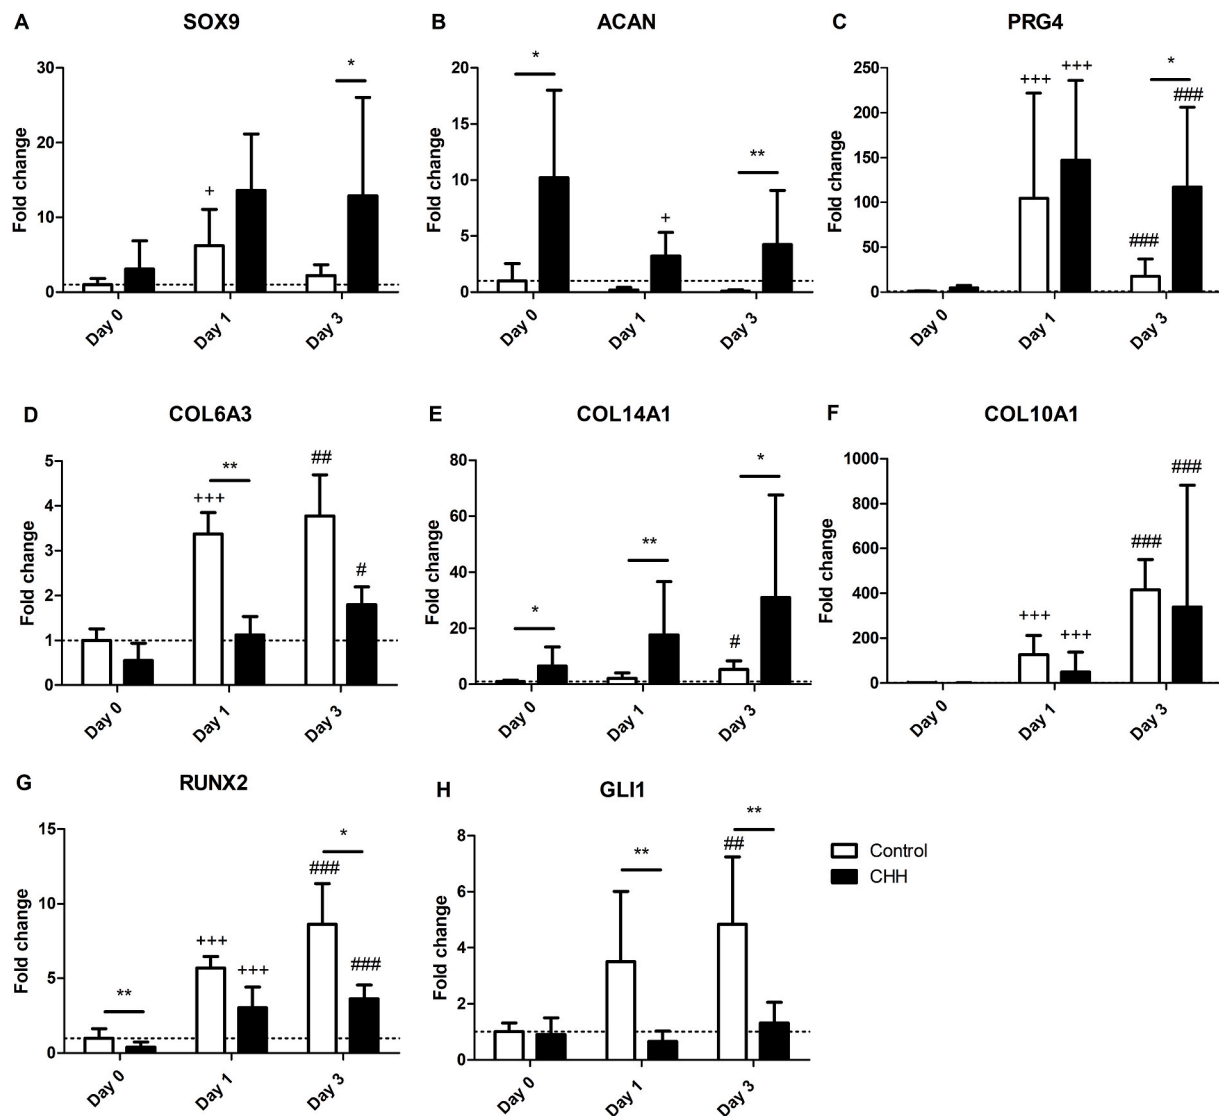 A SOX9
Fold change
30
20
10
0
+
*
Day 0 Day 1 Day 3
B ACAN
Fold change
20
15
10
5
0
*
+
**
Day 0 Day 1 Day 3
C PRG4
Fold change
250
200
150
100
50
0
+++ +++
*
###
###
Day 0 Day 1 Day 3
D COL6A3
Fold change
5
4
3
2
1
0
##
**
+++
#
Day 0 Day 1 Day 3
E COL14A1
Fold change
80
60
40
20
0
*
**
#
*
Day 0 Day 1 Day 3
F COL10A1
Fold change
1000
800
600
400
200
0
+++
+++
###
###
Day 0 Day 1 Day 3
G RUNX2
Fold change
15
10
5
0
**
+++
+++
*
###
###
Day 0 Day 1 Day 3
H GLI1
Fold change
8
6
4
2
0
**
**
##
Day 0 Day 1 Day 3
Control
CHH